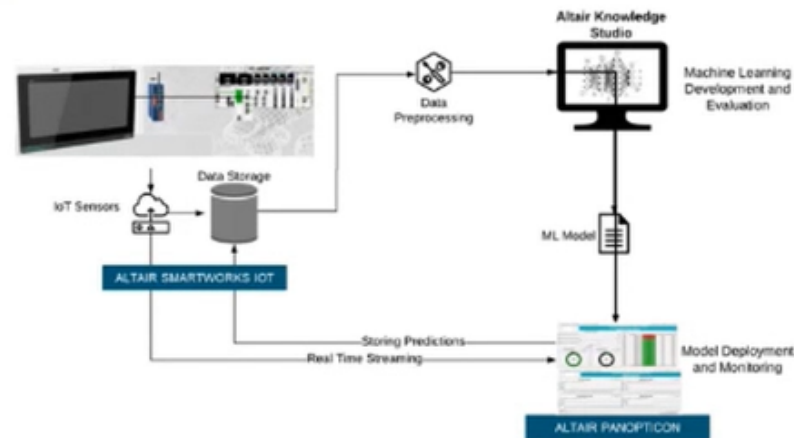 Altair Knowledge
Studio
Machine Learning
Development and
Evaluation
Data
Preprocessing
Data Storage
IoT Sensors
ML Model
ALTAIR SMARTWORKS IOT
Storing Predictions
Real Time Streaming
Model Deployment
and Monitoring
ALTAIR PANOPTICON